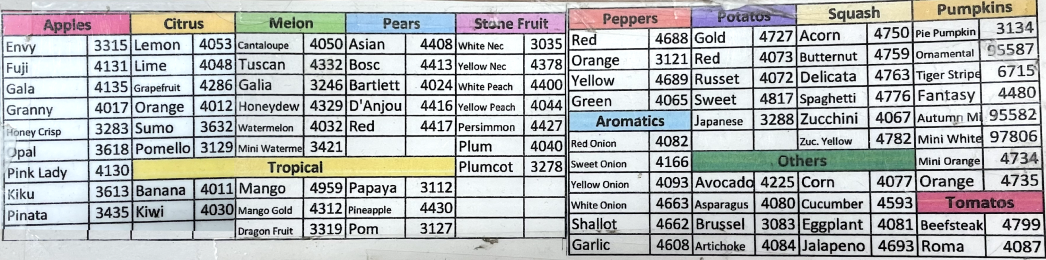 Apples Citrus Melon Pears Stone Fruit
Envy 3315 Lemon 4053 Cantaloupe 4050 Asian 4408 White Nec 3035
Fuji 4131 Lime 4048 Tuscan 4332 Bosc 4413 Yellow Nec 4378
Gala 4135 Grapefruit 4286 Galia 3246 Bartlett 4024 White Peach 4400
Granny 4017 Orange 4012 Honeydew 4329 D'Anjou 4416 Yellow Peach 4044
Honey Crisp 3283 Sumo 3632 Watermelon 4032 Red 4417 Persimmon 4427
Opal 3618 Pomello 3129 Mini Waterme 3421 Plum 4040
Pink Lady 4130 Tropical Plumcot 3278
Kiku 3613 Banana 4011 Mango 4959 Papaya 3112
Pinata 3435 Kiwi 4030 Mango Gold 4312 Pineapple 4430
Dragon Fruit 3319 Pom 3127
Peppers Potatos Squash Pumpkins
Red 4688 Gold 4727 Acorn 4750 Pie Pumpkin 3134
Orange 3121 Red 4073 Butternut 4759 Ornamental 95587
Yellow 4689 Russet 4072 Delicata 4763 Tiger Stripe 6715
Green 4065 Sweet 4817 Spaghetti 4776 Fantasy 4480
Aromatics Japanese 3288 Zucchini 4067 Autumn Mi 95582
Red Onion 4082 Zuc. Yellow 4782 Mini White 97806
Sweet Onion 4166 Others Mini Orange 4734
Yellow Onion 4093 Avocado 4225 Corn 4077 Orange 4735
White Onion 4663 Asparagus 4080 Cucumber 4593 Tomatos
Shallot 4662 Brussel 3083 Eggplant 4081 Beefsteak 4799
Garlic 4608 Artichoke 4084 Jalapeno 4693 Roma 4087